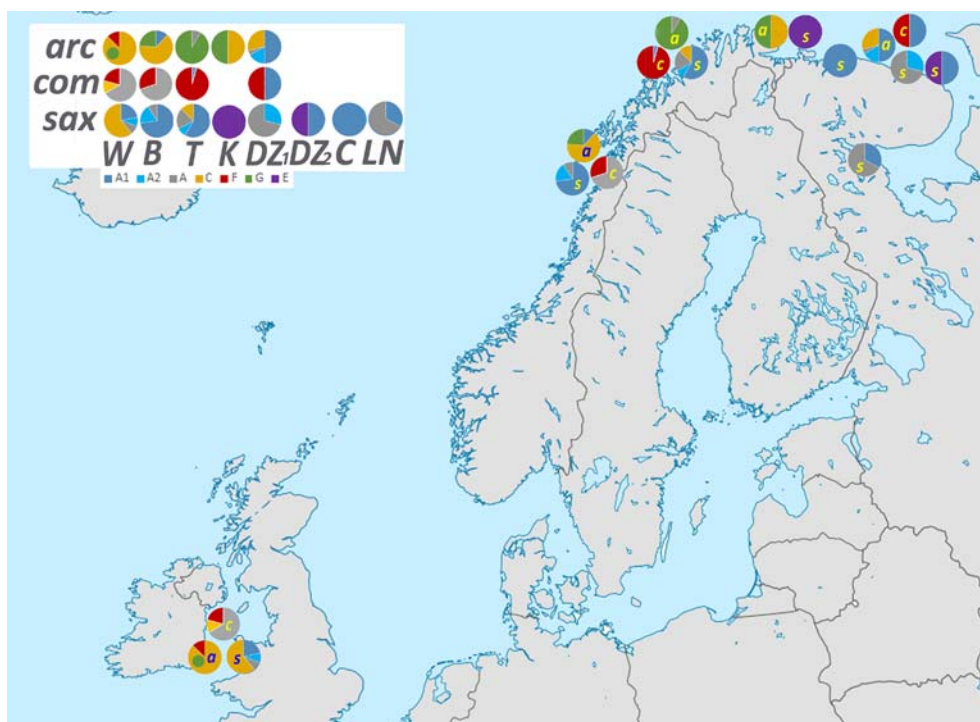 arc
com
sax
W B T K DZ1 DZ2 C LN
A1 A2 A C F G E
a
a s
c s
s
a c
s s
a
s c
s
c
a s